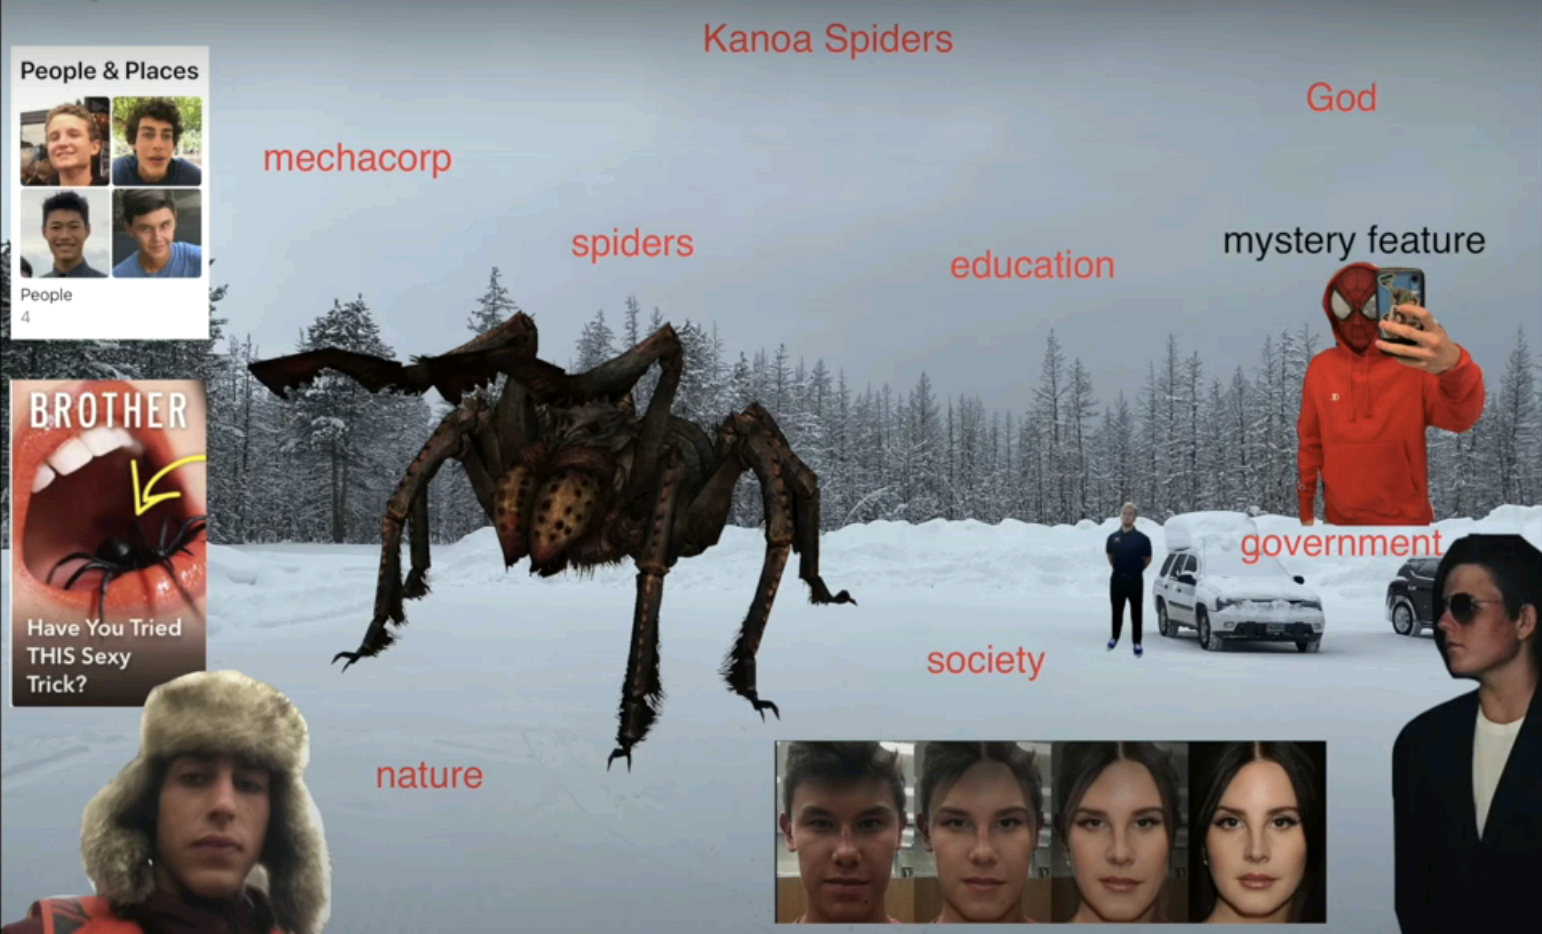 Kanoa Spiders
People & Places
God
mechacorp
mystery feature
spiders
education
People
4
BROTHER
government
Have You Tried
THIS Sexy
Trick?
society
nature